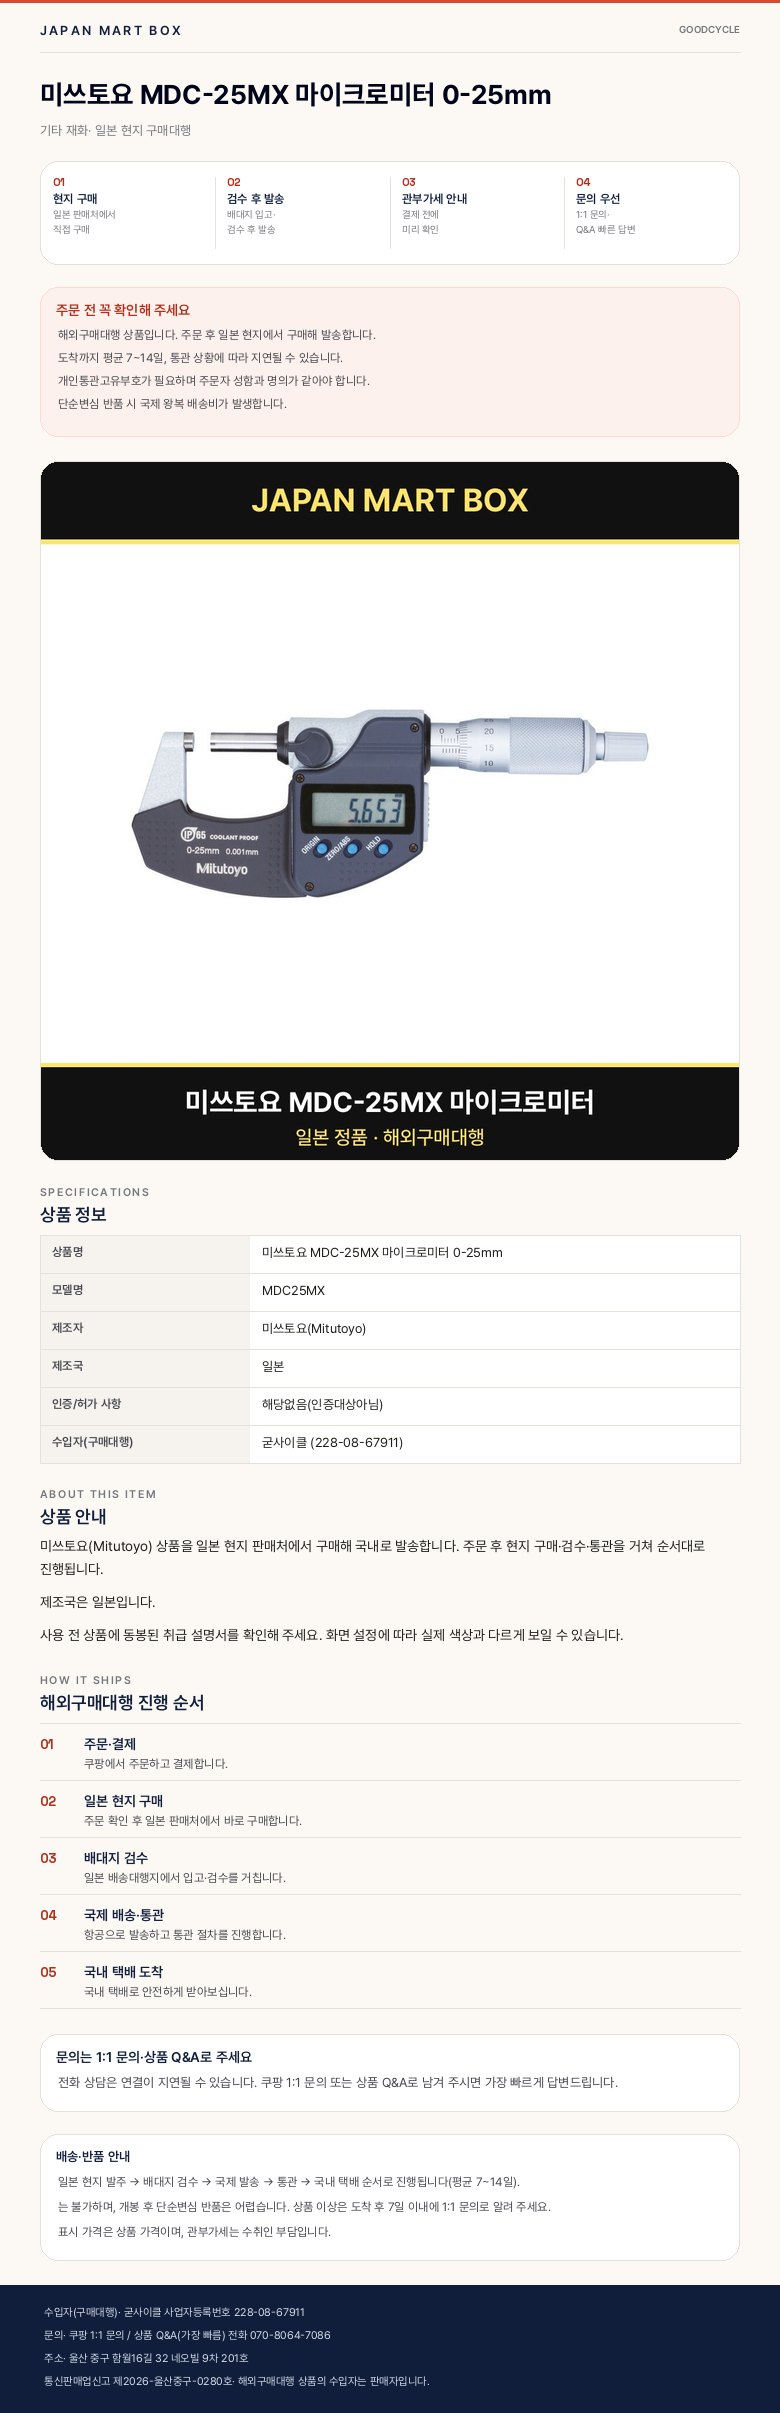 JAPAN MART BOX
GOODCYCLE
미쓰토요 MDC-25MX 마이크로미터 0-25mm
기타 재화· 일본 현지 구매대행
01
현지 구매
일본 판매처에서
직접 구매
02
검수 후 발송
배대지 입고·
검수 후 발송
03
관부가세 안내
결제 전에
미리 확인
04
문의 우선
1:1 문의·
Q&A 빠른 답변
주문 전 꼭 확인해 주세요
해외구매대행 상품입니다. 주문 후 일본 현지에서 구매해 발송합니다.
도착까지 평균 7~14일, 통관 상황에 따라 지연될 수 있습니다.
개인통관고유부호가 필요하며 주문자 성함과 명의가 같아야 합니다.
단순변심 반품 시 국제 왕복 배송비가 발생합니다.
JAPAN MART BOX
0 5
25
20
15
10
5.653
IP65 COOLANT PROOF
0-25mm 0.001mm
Mitutoyo
ORIGIN
ZERO/ABS
HOLD
미쓰토요 MDC-25MX 마이크로미터
일본 정품 · 해외구매대행
SPECIFICATIONS
상품 정보
상품명 미쓰토요 MDC-25MX 마이크로미터 0-25mm
모델명 MDC25MX
제조자 미쓰토요(Mitutoyo)
제조국 일본
인증/허가 사항 해당없음(인증대상아님)
수입자(구매대행) 굳사이클 (228-08-67911)
ABOUT THIS ITEM
상품 안내
미쓰토요(Mitutoyo) 상품을 일본 현지 판매처에서 구매해 국내로 발송합니다. 주문 후 현지 구매·검수·통관을 거쳐 순서대로
진행됩니다.
제조국은 일본입니다.
사용 전 상품에 동봉된 취급 설명서를 확인해 주세요. 화면 설정에 따라 실제 색상과 다르게 보일 수 있습니다.
HOW IT SHIPS
해외구매대행 진행 순서
01 주문·결제
쿠팡에서 주문하고 결제합니다.
02 일본 현지 구매
주문 확인 후 일본 판매처에서 바로 구매합니다.
03 배대지 검수
일본 배송대행지에서 입고·검수를 거칩니다.
04 국제 배송·통관
항공으로 발송하고 통관 절차를 진행합니다.
05 국내 택배 도착
국내 택배로 안전하게 받아보십니다.
문의는 1:1 문의·상품 Q&A로 주세요
전화 상담은 연결이 지연될 수 있습니다. 쿠팡 1:1 문의 또는 상품 Q&A로 남겨 주시면 가장 빠르게 답변드립니다.
배송·반품 안내
일본 현지 발주 → 배대지 검수 → 국제 발송 → 통관 → 국내 택배 순서로 진행됩니다(평균 7~14일).
는 불가하며, 개봉 후 단순변심 반품은 어렵습니다. 상품 이상은 도착 후 7일 이내에 1:1 문의로 알려 주세요.
표시 가격은 상품 가격이며, 관부가세는 수취인 부담입니다.
수입자(구매대행)· 굳사이클 사업자등록번호 228-08-67911
문의· 쿠팡 1:1 문의 / 상품 Q&A(가장 빠름) 전화 070-8064-7086
주소· 울산 중구 함월16길 32 네오빌 9차 201호
통신판매업신고 제2026-울산중구-0280호· 해외구매대행 상품의 수입자는 판매자입니다.